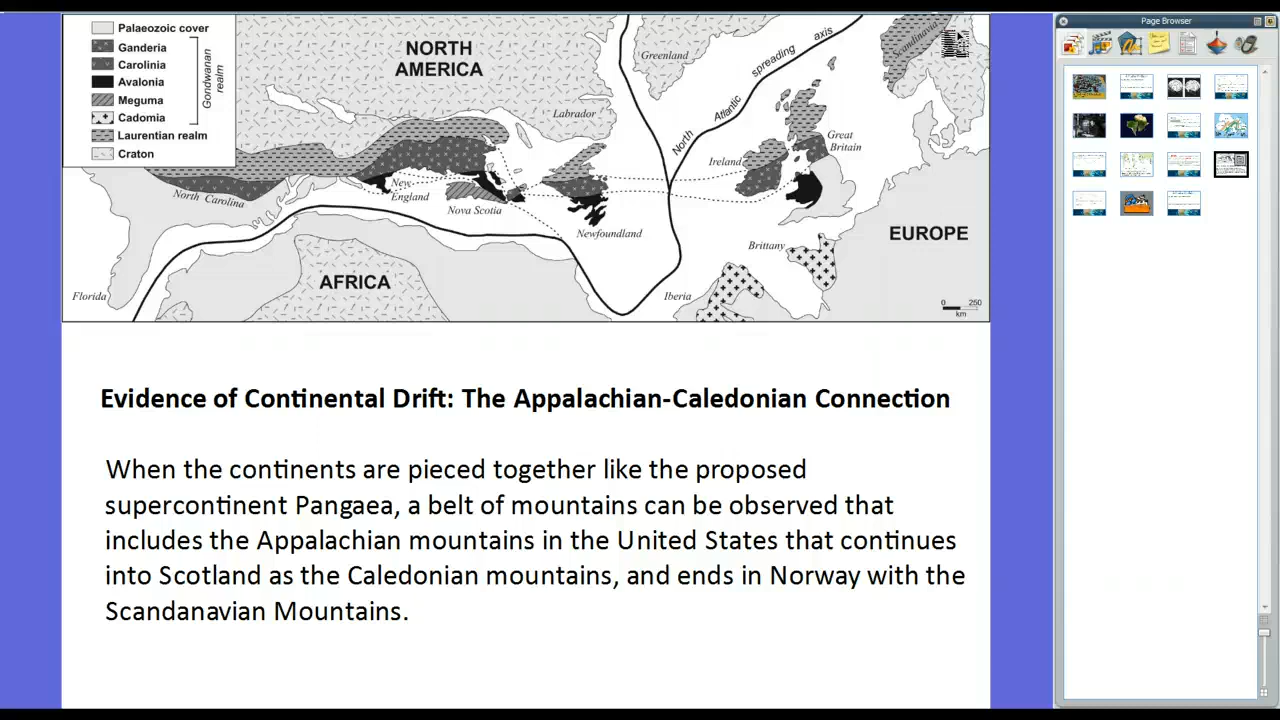 Page Browser
Palaeozoic cover
Ganderia
Carolinia
Avalonia
Meguma
Cadomia
Gondwanan
realm
Laurentian realm
Craton
NORTH
AMERICA
Greenland
spreading axis
Scandinavia
Labrador
North Atlantic
Great
Britain
Ireland
New
England
North Carolina
Nova Scotia
Newfoundland
EUROPE
Brittany
AFRICA
Florida
Iberia
0 250
km
Evidence of Continental Drift: The Appalachian-Caledonian Connection
When the continents are pieced together like the proposed
supercontinent Pangaea, a belt of mountains can be observed that
includes the Appalachian mountains in the United States that continues
into Scotland as the Caledonian mountains, and ends in Norway with the
Scandanavian Mountains.